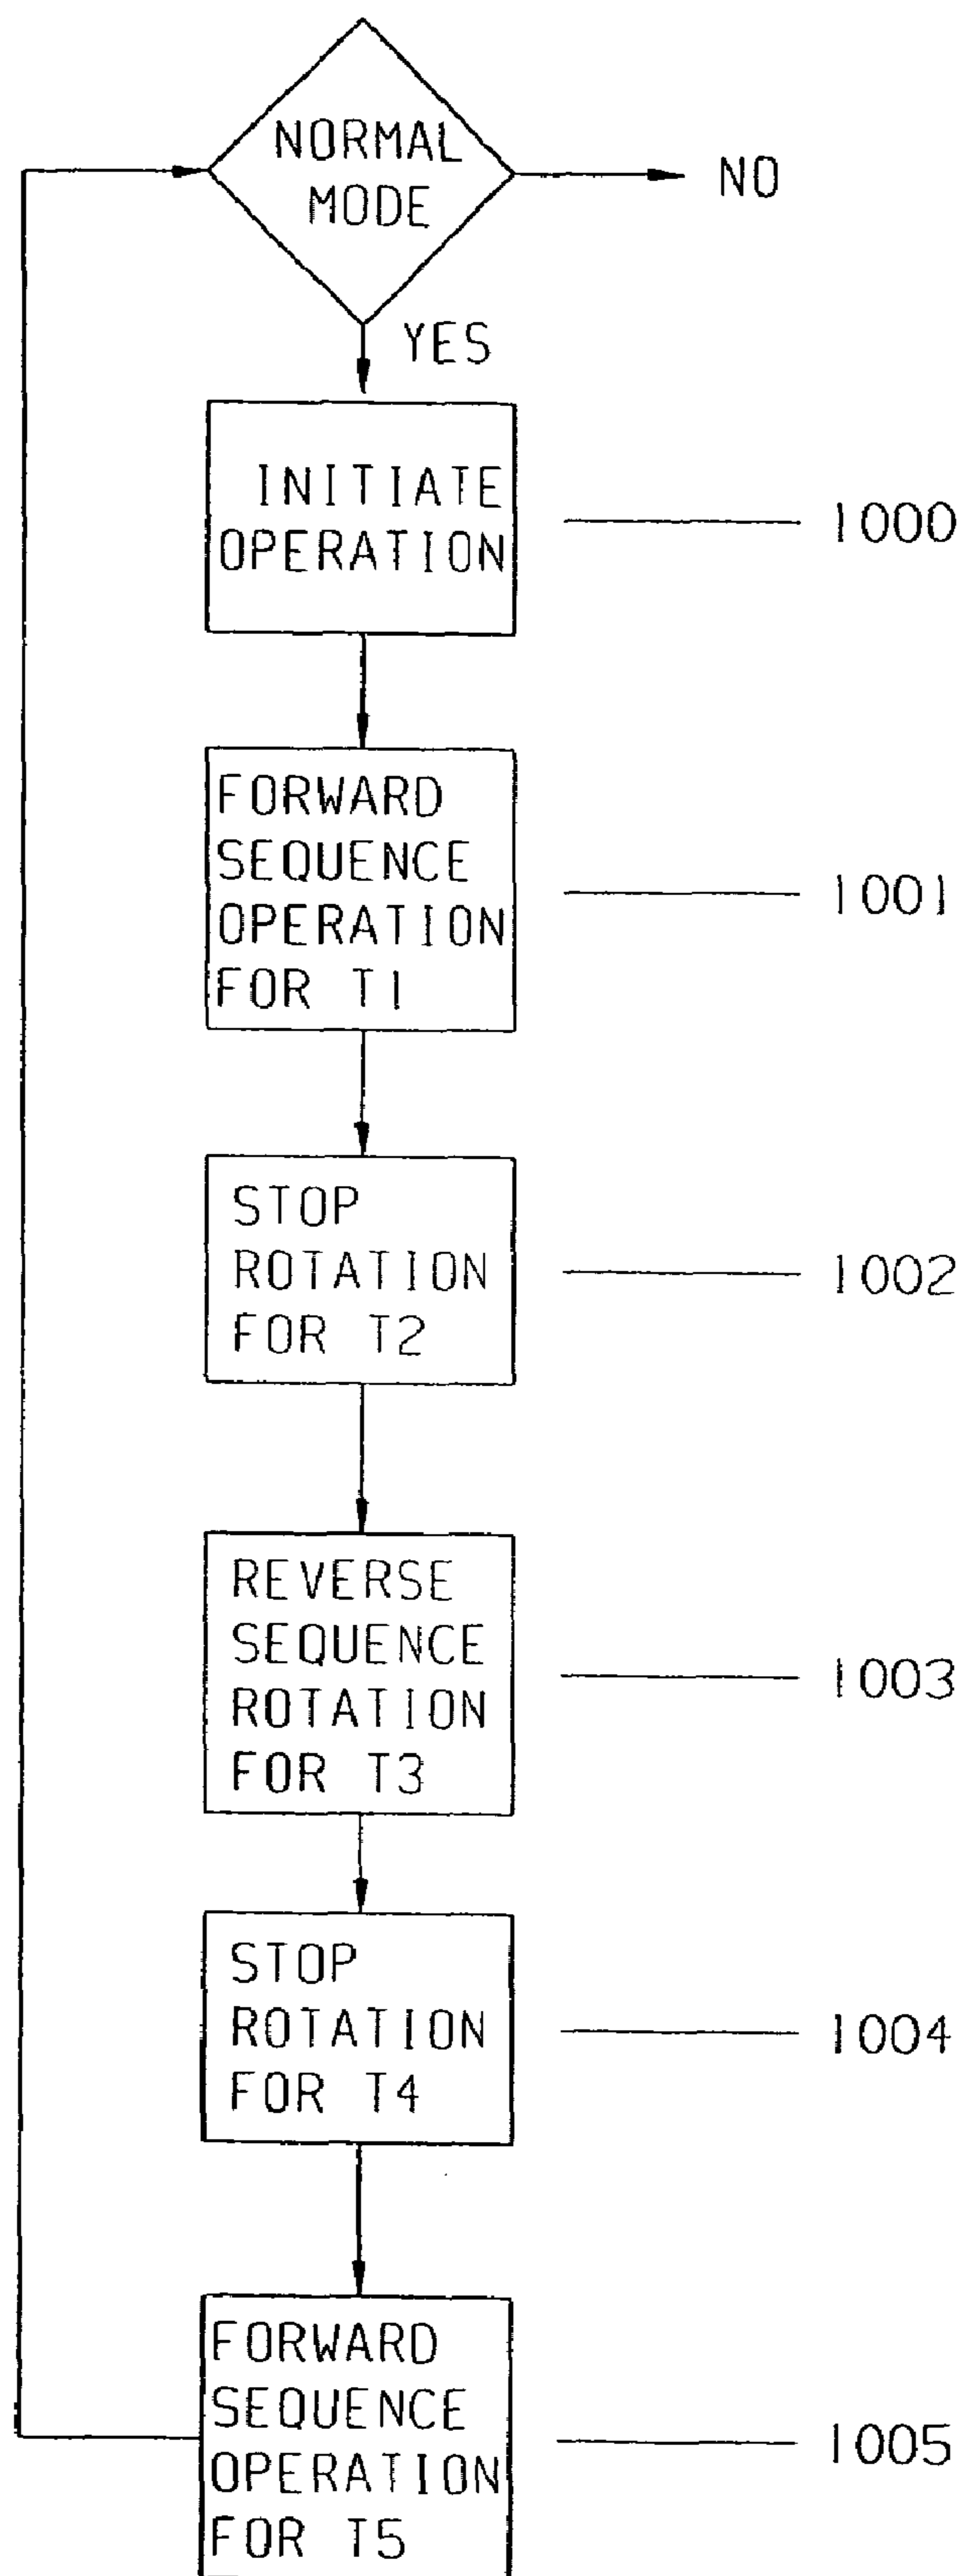 NORMAL
MODE
NO
YES
INITIATE
OPERATION
1000
FORWARD
SEQUENCE
OPERATION
FOR T1
1001
STOP
ROTATION
FOR T2
1002
REVERSE
SEQUENCE
ROTATION
FOR T3
1003
STOP
ROTATION
FOR T4
1004
FORWARD
SEQUENCE
OPERATION
FOR T5
1005